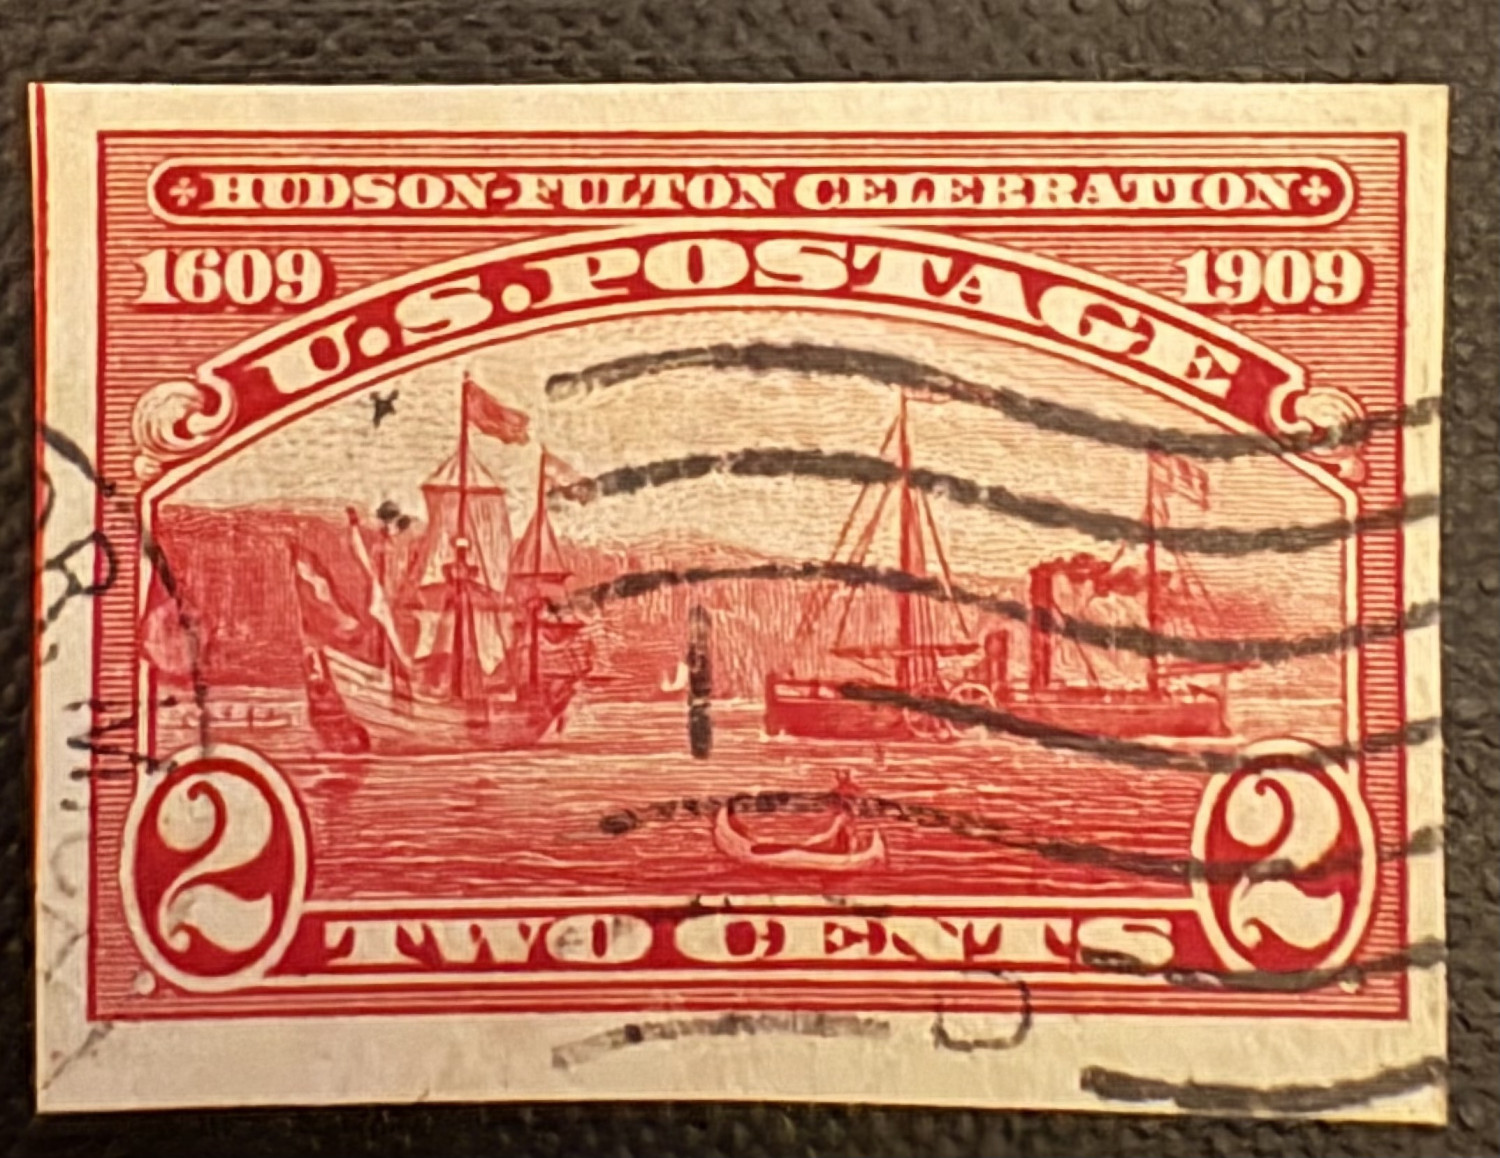 HUDSON-FULTON CELEBRATION
1609 1909
U.S. POSTAGE
2 2
TWO CENTS